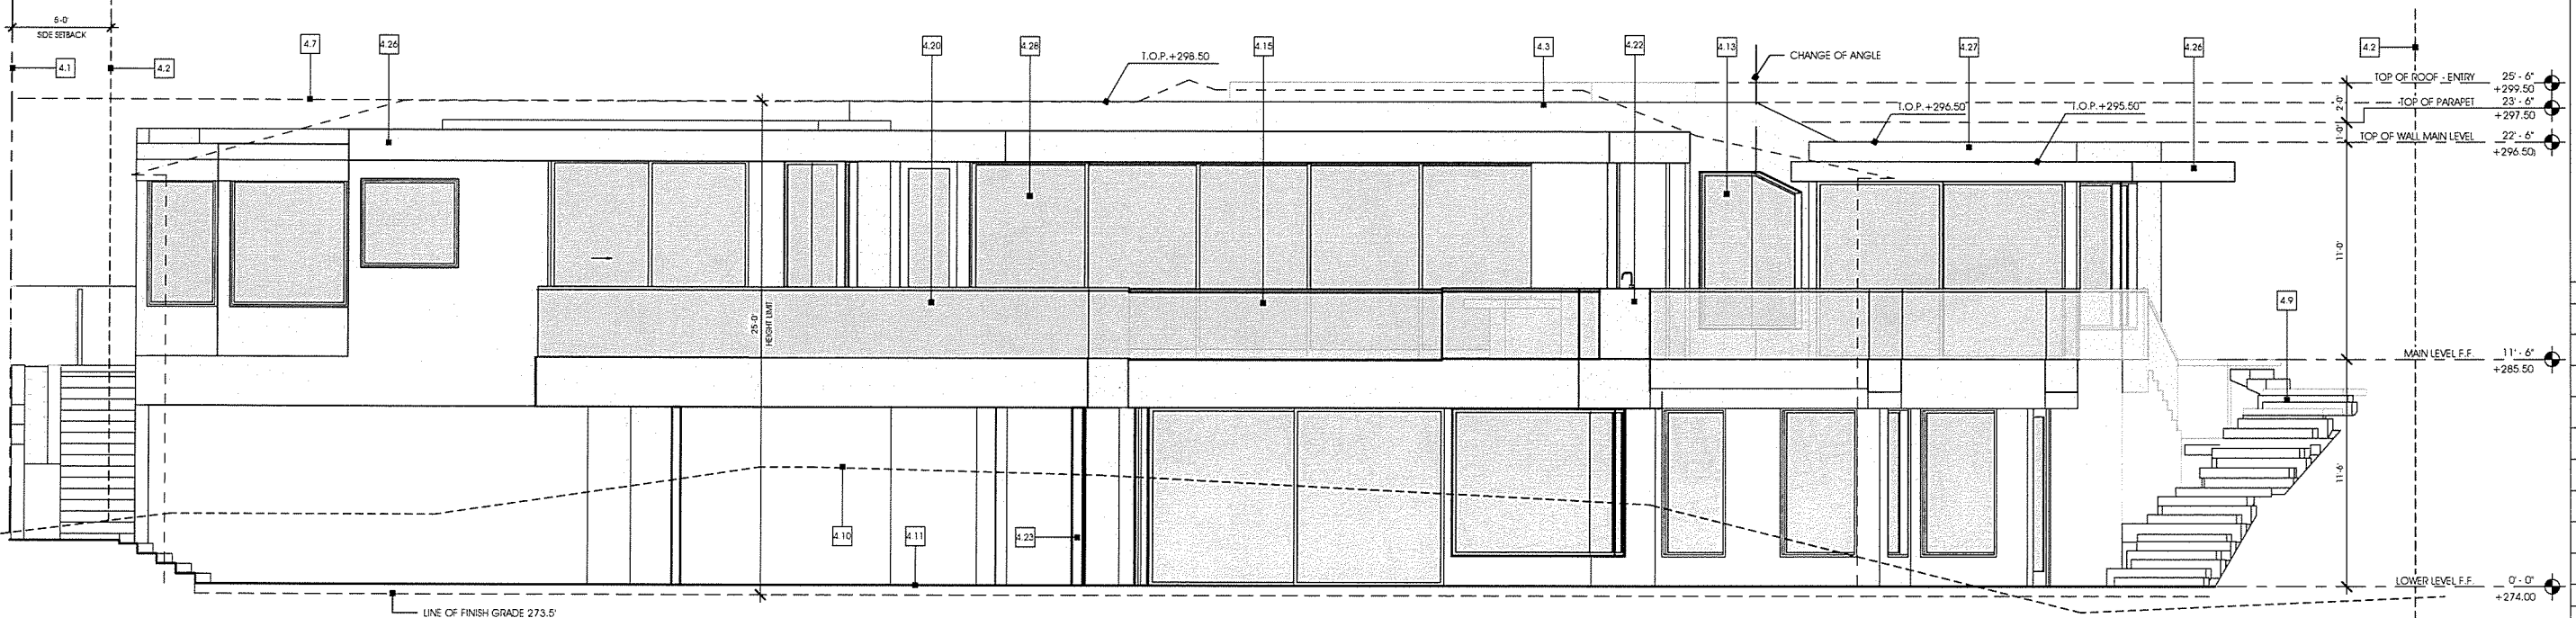 5'-0"
SIDE SETBACK
4.1
4.2
4.7
4.26
4.20
4.28
T.O.P.+298.50
4.15
4.3
4.22
4.13
CHANGE OF ANGLE
4.27
4.26
4.2
TOP OF ROOF - ENTRY 25' - 6"
+299.50
2'-0"
T.O.P.+296.50
T.O.P.+295.50
TOP OF PARAPET 23' - 6"
+297.50
1'-0"
TOP OF WALL MAIN LEVEL 22' - 6"
+296.50
11'-0"
25'-0"
HEIGHT LIMIT
4.9
MAIN LEVEL F.F. 11' - 6"
+285.50
11'-6"
4.10
4.11
4.23
LOWER LEVEL F.F. 0' - 0"
+274.00
LINE OF FINISH GRADE 273.5'